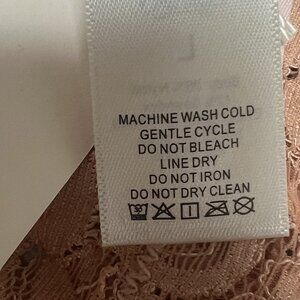 MACHINE WASH COLD
GENTLE CYCLE
DO NOT BLEACH
LINE DRY
DO NOT IRON
DO NOT DRY CLEAN